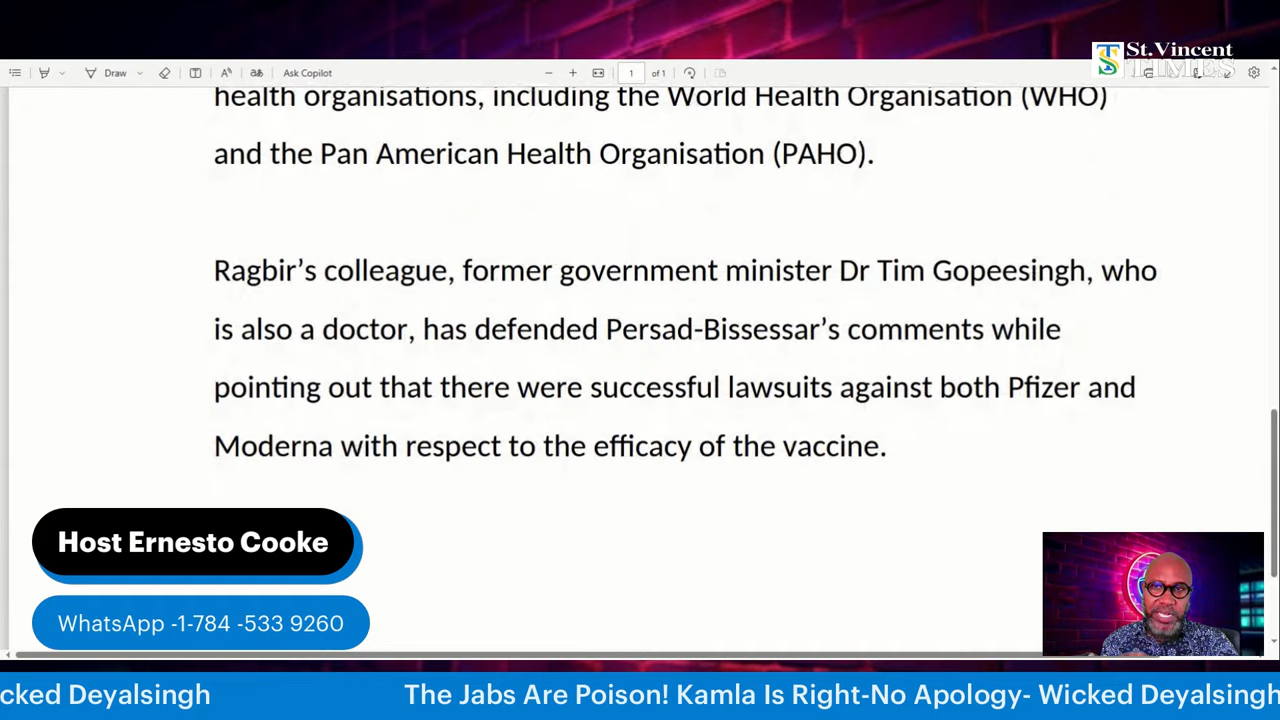 St.Vincent
TIMES
Draw
Ask Copilot
1 of 1
health organisations, including the World Health Organisation (WHO)
and the Pan American Health Organisation (PAHO).
Ragbir’s colleague, former government minister Dr Tim Gopeesingh, who
is also a doctor, has defended Persad-Bissessar’s comments while
pointing out that there were successful lawsuits against both Pfizer and
Moderna with respect to the efficacy of the vaccine.
Host Ernesto Cooke
WhatsApp -1-784 -533 9260
cked Deyalsingh The Jabs Are Poison! Kamla Is Right-No Apology- Wicked Deyalsingh